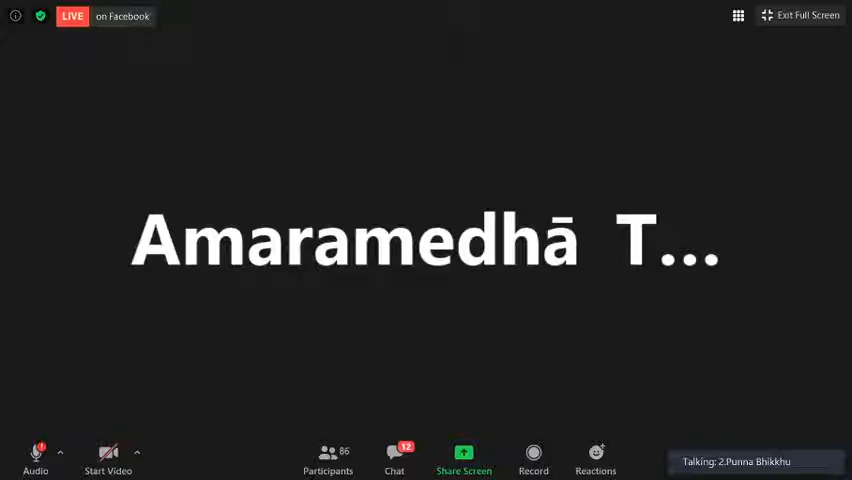 LIVE on Facebook
Exit Full Screen
Amaramedhā T...
86
12
Audio
Start Video
Participants
Chat
Share Screen
Record
Reactions
Talking: 2.Punna Bhikkhu